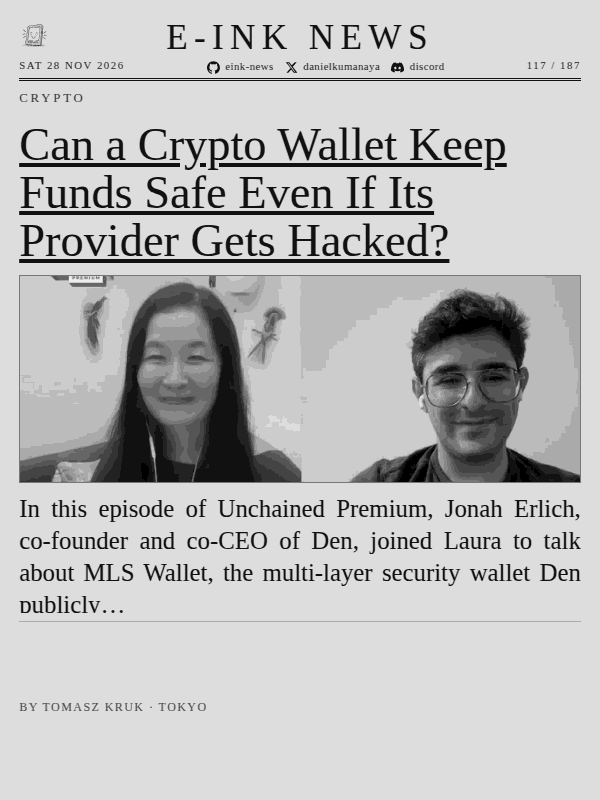 E-INK NEWS
SAT 28 NOV 2026
eink-news
danielkumanaya
discord
117 / 187
CRYPTO
Can a Crypto Wallet Keep
Funds Safe Even If Its
Provider Gets Hacked?
PREMIUM
In this episode of Unchained Premium, Jonah Erlich,
co-founder and co-CEO of Den, joined Laura to talk
about MLS Wallet, the multi-layer security wallet Den
publicly…
BY TOMASZ KRUK · TOKYO